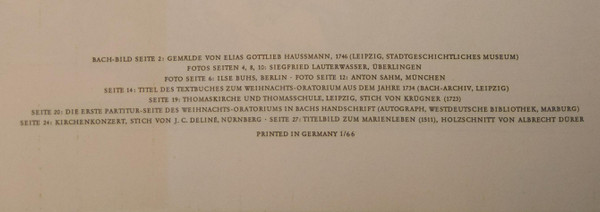 BACH-BILD SEITE 2: GEMÄLDE VON ELIAS GOTTLIEB HAUSSMANN, 1746 (LEIPZIG, STADTGESCHICHTLICHES MUSEUM)
FOTOS SEITEN 4, 8, 10: SIEGFRIED LAUTERWASSER, ÜBERLINGEN
FOTO SEITE 6: ILSE BUHS, BERLIN · FOTO SEITE 12: ANTON SAHM, MÜNCHEN
SEITE 14: TITEL DES TEXTBUCHES ZUM WEIHNACHTS-ORATORIUM AUS DEM JAHRE 1734 (BACH-ARCHIV, LEIPZIG)
SEITE 19: THOMASKIRCHE UND THOMASSCHULE, LEIPZIG, STICH VON KRÜGNER (1723)
SEITE 20: DIE ERSTE PARTITUR-SEITE DES WEIHNACHTS-ORATORIUMS IN BACHS HANDSCHRIFT (AUTOGRAPH, WESTDEUTSCHE BIBLIOTHEK, MARBURG)
SEITE 24: KIRCHENKONZERT, STICH VON J. C. DELINE, NÜRNBERG · SEITE 27: TITELBILD ZUM MARIENLEBEN (1511), HOLZSCHNITT VON ALBRECHT DÜRER
PRINTED IN GERMANY 1/66